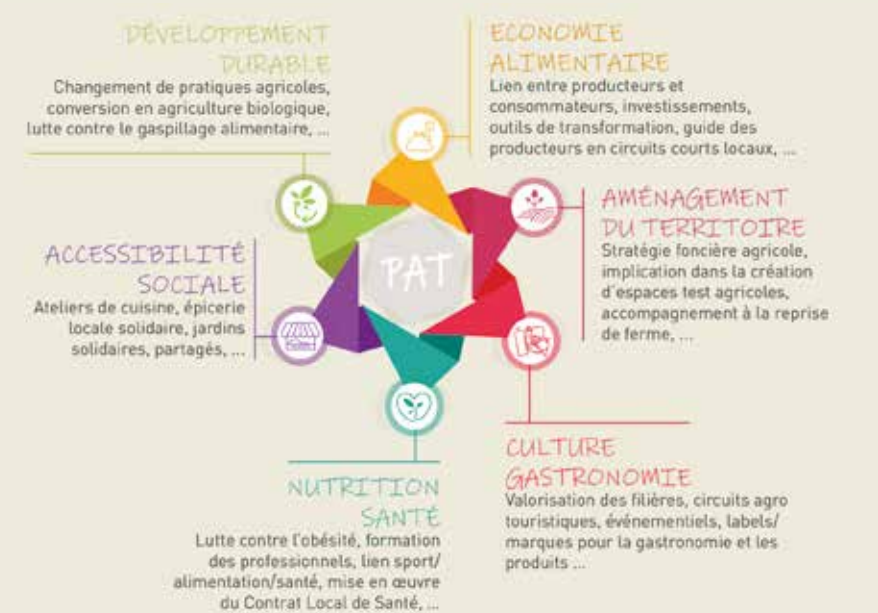 DÉVELOPPEMENT
DURABLE
Changement de pratiques agricoles,
conversion en agriculture biologique,
lutte contre le gaspillage alimentaire, ...
ECONOMIE
ALIMENTAIRE
Lien entre producteurs et
consommateurs, investissements,
outils de transformation, guide des
producteurs en circuits courts locaux, ...
AMÉNAGEMENT
DU TERRITOIRE
Stratégie foncière agricole,
implication dans la création
d'espaces test agricoles,
accompagnement à la reprise
de ferme, ...
PAT
ACCESSIBILITÉ
SOCIALE
Ateliers de cuisine, épicerie
locale solidaire, jardins
solidaires, partagés, ...
CULTURE
GASTRONOMIE
Valorisation des filières, circuits agro
touristiques, événementiels, labels/
marques pour la gastronomie et les
produits ...
NUTRITION
SANTÉ
Lutte contre l'obésité, formation
des professionnels, lien sport/
alimentation/santé, mise en œuvre
du Contrat Local de Santé, ...